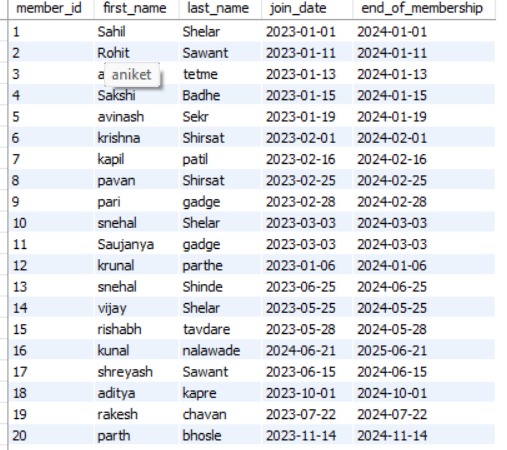 member_id first_name last_name join_date end_of_membership
1 Sahil Shelar 2023-01-01 2024-01-01
2 Rohit Sawant 2023-01-11 2024-01-11
3 aniket tetme 2023-01-13 2024-01-13
4 Sakshi Badhe 2023-01-15 2024-01-15
5 avinash Sekr 2023-01-19 2024-01-19
6 krishna Shirsat 2023-02-01 2024-02-01
7 kapil patil 2023-02-16 2024-02-16
8 pavan Shirsat 2023-02-25 2024-02-25
9 pari gadge 2023-02-28 2024-02-28
10 snehal Shelar 2023-03-03 2024-03-03
11 Saujanya gadge 2023-03-03 2024-03-03
12 krunal parthe 2023-01-06 2024-01-06
13 snehal Shinde 2023-06-25 2024-06-25
14 vijay Shelar 2023-05-25 2024-05-25
15 rishabh tavdare 2023-05-28 2024-05-28
16 kunal nalawade 2024-06-21 2025-06-21
17 shreyash Sawant 2023-06-15 2024-06-15
18 aditya kapre 2023-10-01 2024-10-01
19 rakesh chavan 2023-07-22 2024-07-22
20 parth bhosle 2023-11-14 2024-11-14